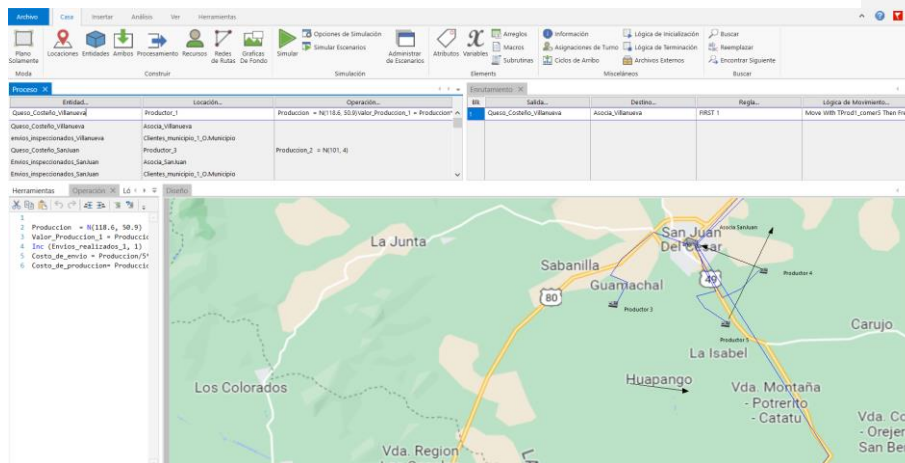 Archivo Casa Insertar Análisis Ver Herramientas
Plano Solamente
Locaciones Entidades Arribos Procesamiento Recursos Redes de Rutas Graficas De Fondo
Simular Opciones de Simulación
Simular Escenarios
Administrar de Escenarios
Atributos Variables Arreglos
Macros
Subrutinas
Información
Asignaciones de Turno
Ciclos de Arribo
Lógica de Inicialización
Lógica de Terminación
Archivos Externos
Buscar
Reemplazar
Encontrar Siguiente
Moda Construir Simulación Elements Misceláneos Buscar
Proceso
Entidad... Locación... Operación...
Queso_Costeño_Villanueva Productor_1 Produccion = N(118.6, 50.9)Valor_Produccion_1 = Produccion*
Queso_Costeño_Villanueva Asocia_Villanueva
envios_inspeccionados_Villanueva Clientes_municipio_1_O.Municipio
Queso_Costeño_SanJuan Productor_3 Produccion_2 = N(101, 4)
Envios_inspeccionados_SanJuan Asocia_SanJuan
Envios_inspeccionados_SanJuan Clientes_municipio_1_O.Municipio
Enrutamiento
Blk Salida... Destino... Regla... Lógica de Movimiento...
1 Queso_Costeño_Villanueva Asocia_Villanueva FIRST 1 Move With TProd1_comer5 Then Fre
Herramientas Operación Ló
1
2 Produccion = N(118.6, 50.9)
3 Valor_Produccion_1 = Produccio
4 Inc (Envios_realizados_1, 1)
5 Costo_de_envio = Produccion/5*
6 Costo_de_produccion= Produccic
Diseño
San Juan Del Cesar
Asocia SanJuan
La Junta
Sabanilla
Productor 4
Guamachal
49
80
Productor 3
Carujo
Productor 5
La Isabel
Los Colorados
Huapango
Vda. Montaña - Potrerito - Catatu
Vda. Co
- Orejer
San Be
Vda. Region